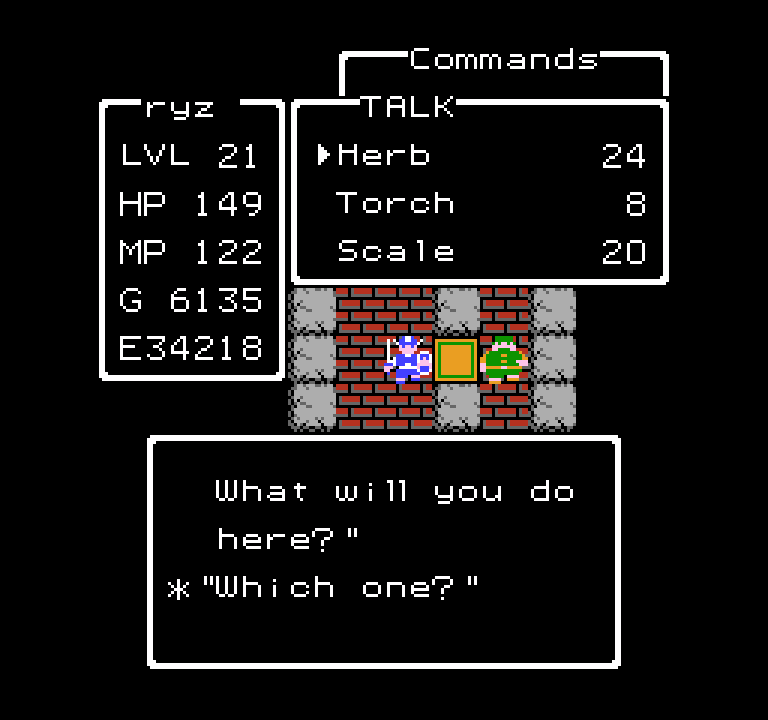 Commands
ryz
TALK
LVL 21
HP 149
MP 122
G 6135
E34218
Herb 24
Torch 8
Scale 20
What will you do
here?"
*"Which one?"